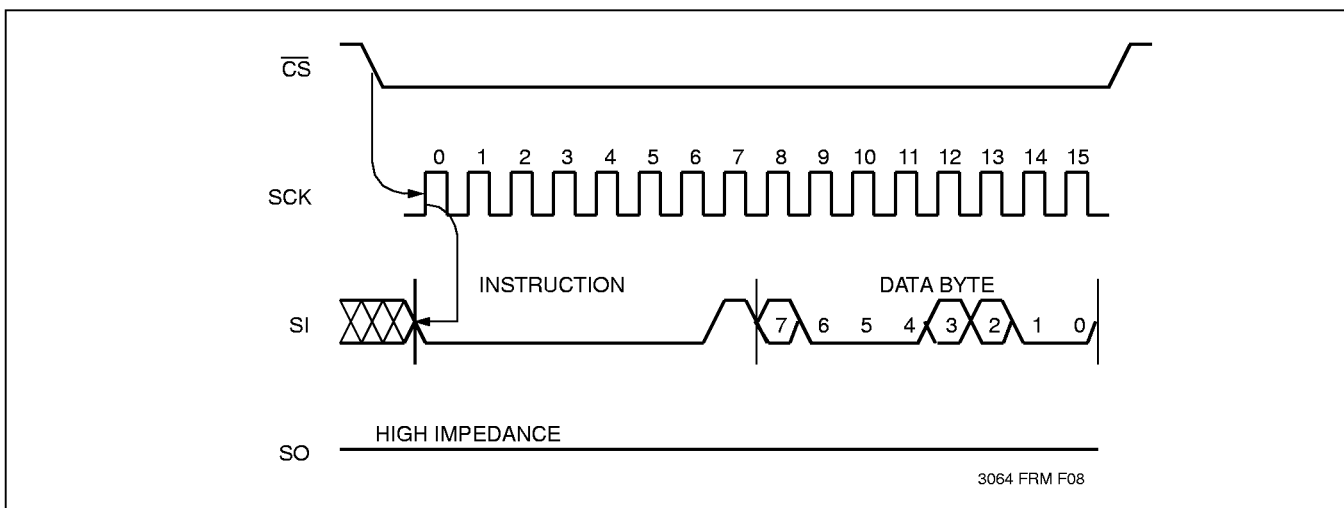 CS
0 1 2 3 4 5 6 7 8 9 10 11 12 13 14 15
SCK
INSTRUCTION DATA BYTE
SI 7 6 5 4 3 2 1 0
HIGH IMPEDANCE
SO
3064 FRM F08